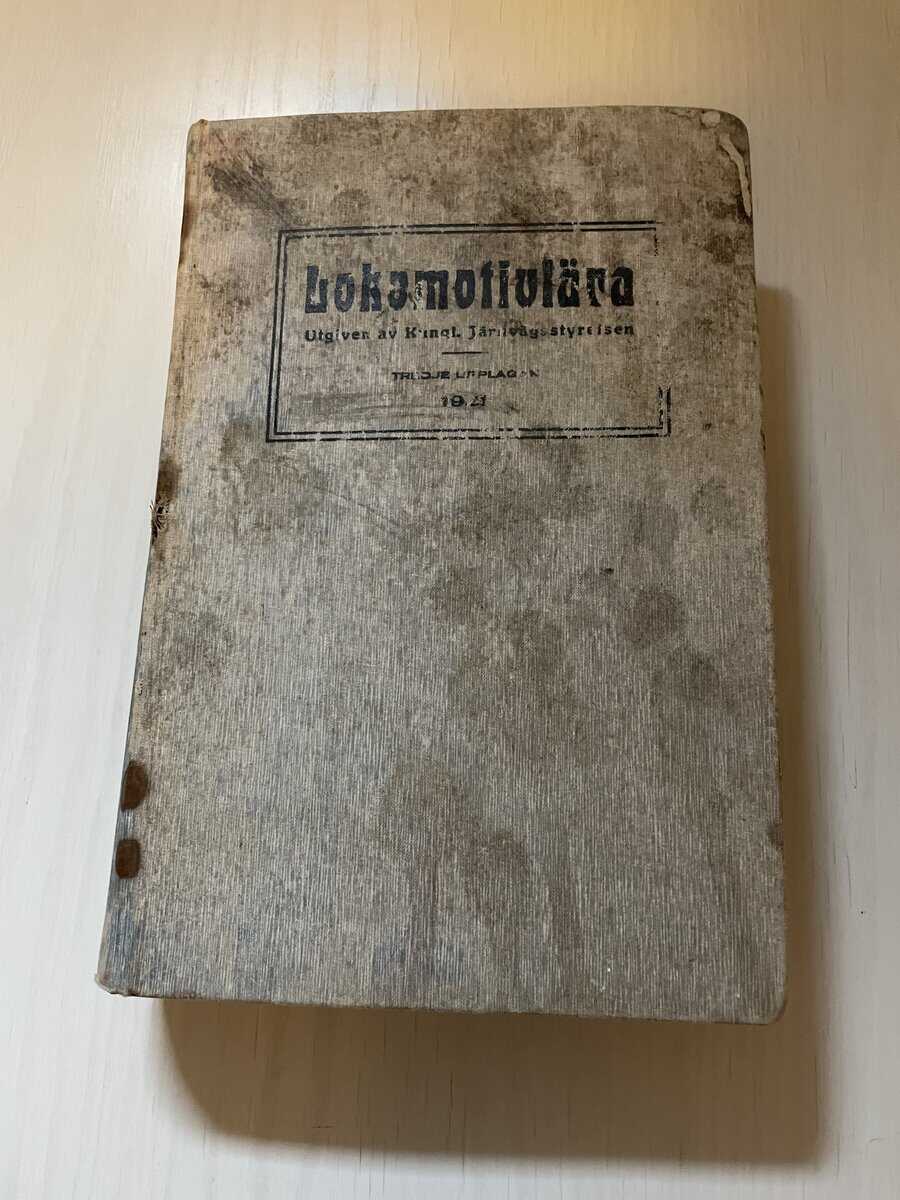 Lokomotivlära
Utgiven av Kungl. Järnvägsstyrelsen
TREDJE UPPLAGAN